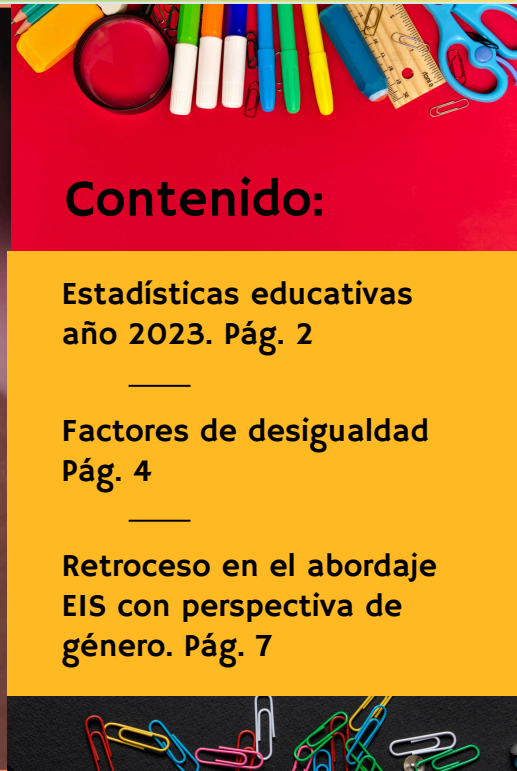 Contenido:
Estadísticas educativas
año 2023. Pág. 2
Factores de desigualdad
Pág. 4
Retroceso en el abordaje
EIS con perspectiva de
género. Pág. 7